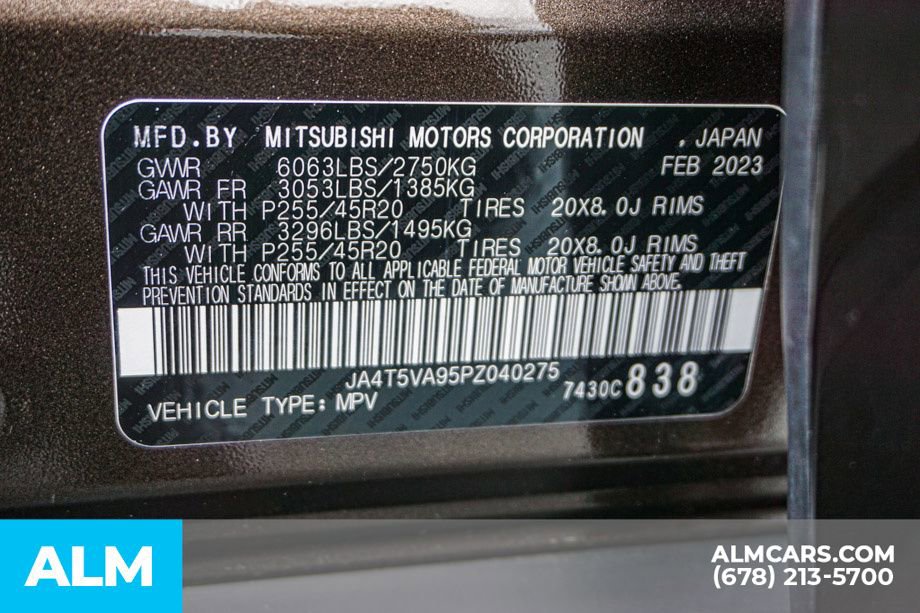 MFD.BY MITSUBISHI MOTORS CORPORATION , JAPAN
GWWR 6063LBS/2750KG FEB 2023
GAWR FR 3053LBS/1385KG
WITH P255/45R20 TIRES 20X8.0J RIMS
GAWR RR 3296LBS/1495KG
WITH P255/45R20 TIRES 20X8.0J RIMS
THIS VEHICLE CONFORMS TO ALL APPLICABLE FEDERAL MOTOR VEHICLE SAFETY AND THEFT
PREVENTION STANDARDS IN EFFECT ON THE DATE OF MANUFACTURE SHOWN ABOVE.
JA4T5VA95PZ040275
7430C 838
VEHICLE TYPE: MPV
ALM
ALMCARS.COM
(678) 213-5700